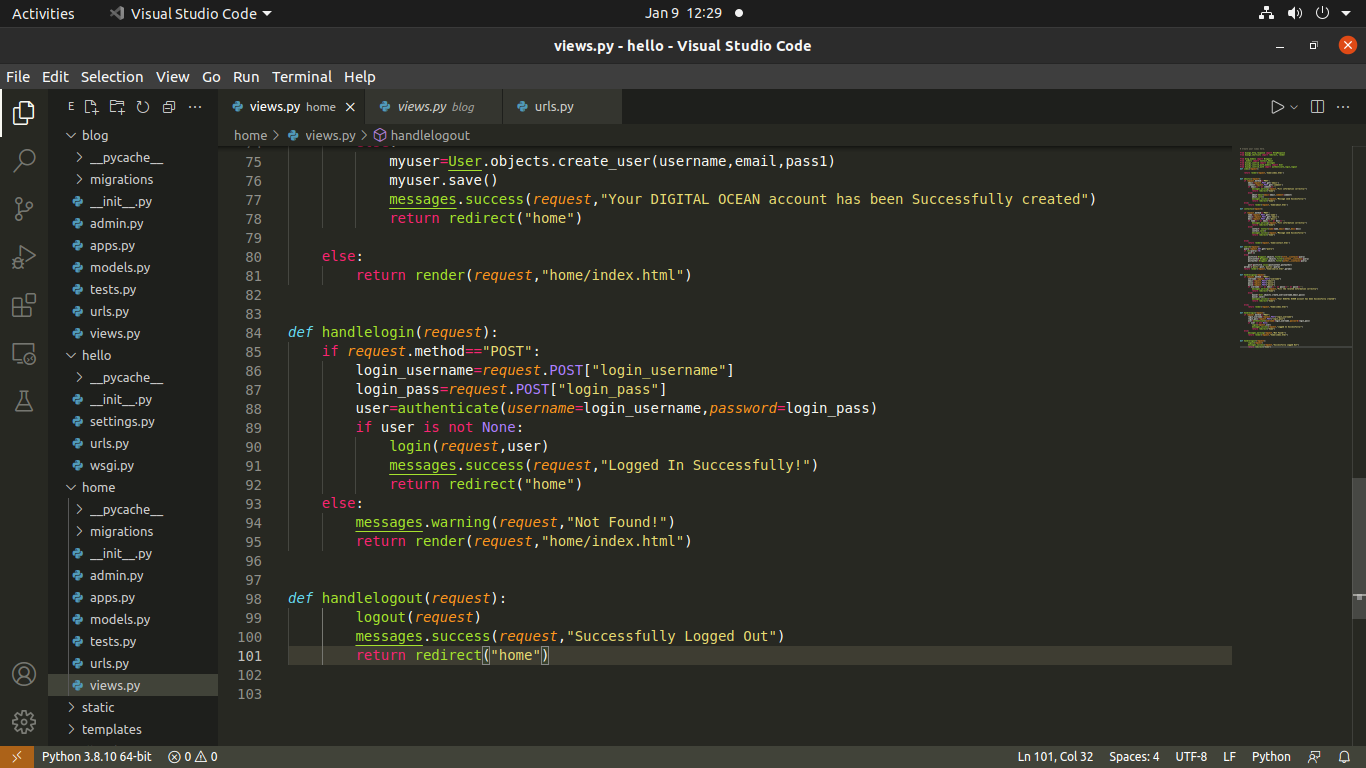 Activities
Visual Studio Code
Jan 9 12:29
views.py - hello - Visual Studio Code
File Edit Selection View Go Run Terminal Help
E
blog
__pycache__
migrations
__init__.py
admin.py
apps.py
models.py
tests.py
urls.py
views.py
hello
__pycache__
__init__.py
settings.py
urls.py
wsgi.py
home
__pycache__
migrations
__init__.py
admin.py
apps.py
models.py
tests.py
urls.py
views.py
static
templates
views.py home
views.py blog
urls.py
home > views.py > handlelogout
75 myuser=User.objects.create_user(username,email,pass1)
76 myuser.save()
77 messages.success(request,"Your DIGITAL OCEAN account has been Successfully created")
78 return redirect("home")
79
80 else:
81 return render(request,"home/index.html")
82
83
84 def handlelogin(request):
85 if request.method=="POST":
86 login_username=request.POST["login_username"]
87 login_pass=request.POST["login_pass"]
88 user=authenticate(username=login_username,password=login_pass)
89 if user is not None:
90 login(request,user)
91 messages.success(request,"Logged In Successfully!")
92 return redirect("home")
93 else:
94 messages.warning(request,"Not Found!")
95 return render(request,"home/index.html")
96
97
98 def handlelogout(request):
99 logout(request)
100 messages.success(request,"Successfully Logged Out")
101 return redirect("home")
102
103
Python 3.8.10 64-bit
0
0
Ln 101, Col 32
Spaces: 4
UTF-8
LF
Python